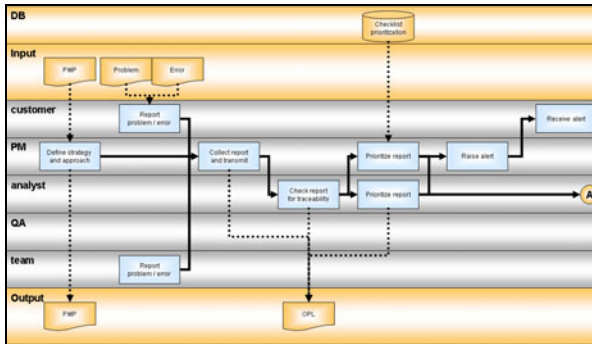 DB
Checklist
prioritization
Input
PWP
Problem
Error
customer
Report
problem / error
Receive alert
PM
Define strategy
and approach
Collect report
and transmit
Prioritize report
Raise alert
analyst
Check report
for traceability
Prioritize report
A
QA
team
Report
problem / error
Output
PWP
OPL